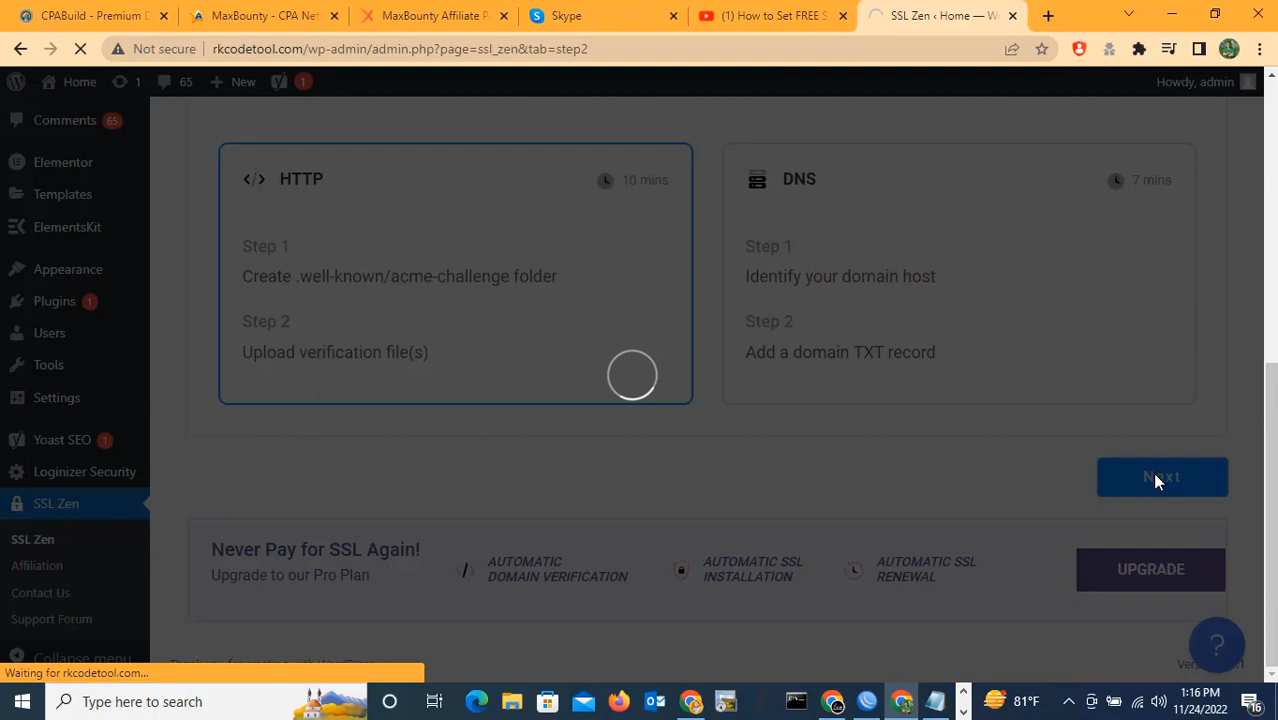 CPABuild - Premium D
MaxBounty - CPA Net
MaxBounty Affiliate P
Skype
(1) How to Set FREE S
SSL Zen ‹ Home — W
Not secure
rkcodetool.com/wp-admin/admin.php?page=ssl_zen&tab=step2
Home
1
65
New
1
Howdy, admin
Comments 65
Elementor
Templates
ElementsKit
Appearance
Plugins 1
Users
Tools
Settings
Yoast SEO 1
Loginizer Security
SSL Zen
SSL Zen
Affiliation
Contact Us
Support Forum
Collapse menu
HTTP
10 mins
Step 1
Create .well-known/acme-challenge folder
Step 2
Upload verification file(s)
DNS
7 mins
Step 1
Identify your domain host
Step 2
Add a domain TXT record
Next
Never Pay for SSL Again!
Upgrade to our Pro Plan
AUTOMATIC
DOMAIN VERIFICATION
AUTOMATIC SSL
INSTALLATION
AUTOMATIC SSL
RENEWAL
UPGRADE
?
Waiting for rkcodetool.com...
Type here to search
81°F
1:16 PM
11/24/2022
16